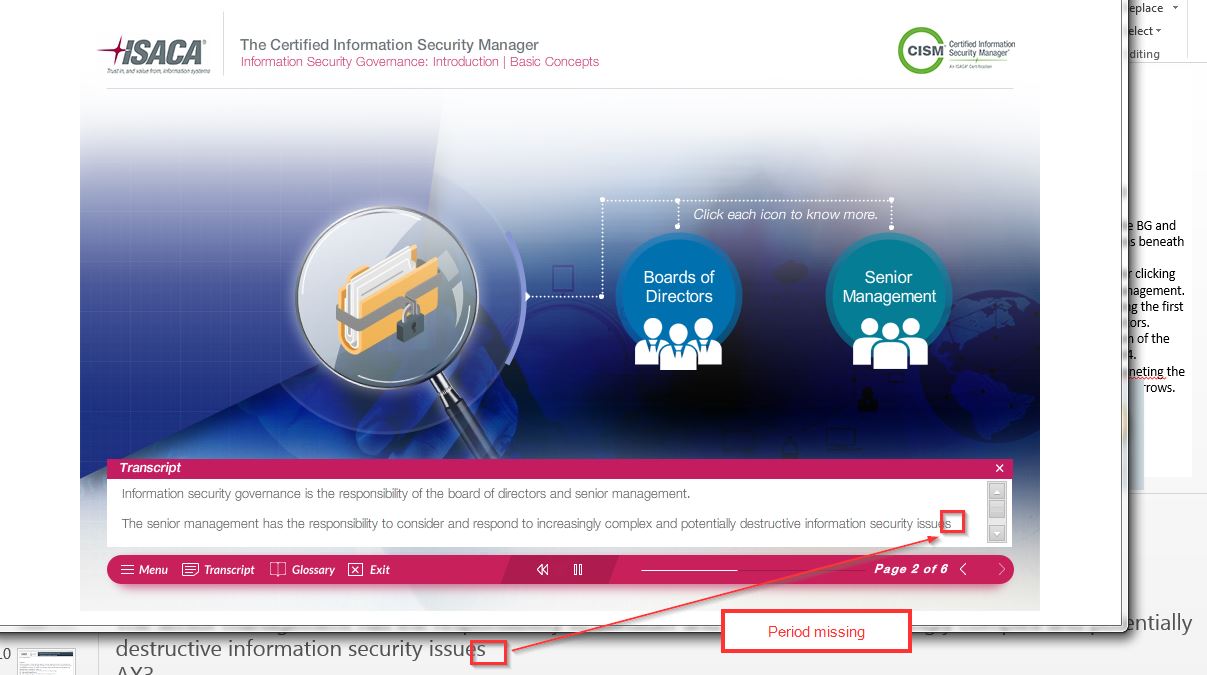 eplace
elect
diting
ISACA®
Trust in, and value from, information systems
The Certified Information Security Manager
Information Security Governance: Introduction | Basic Concepts
CISM® Certified Information
Security Manager®
An ISACA® Certification
e BG and
s beneath
r clicking
nagement.
ng the first
ors.
n of the
4.
neting the
rrows.
Click each icon to know more.
Boards of
Directors
Senior
Management
Transcript
Information security governance is the responsibility of the board of directors and senior management.
The senior management has the responsibility to consider and respond to increasingly complex and potentially destructive information security issues
Menu Transcript Glossary Exit Page 2 of 6
Period missing
entially
destructive information security issues
10